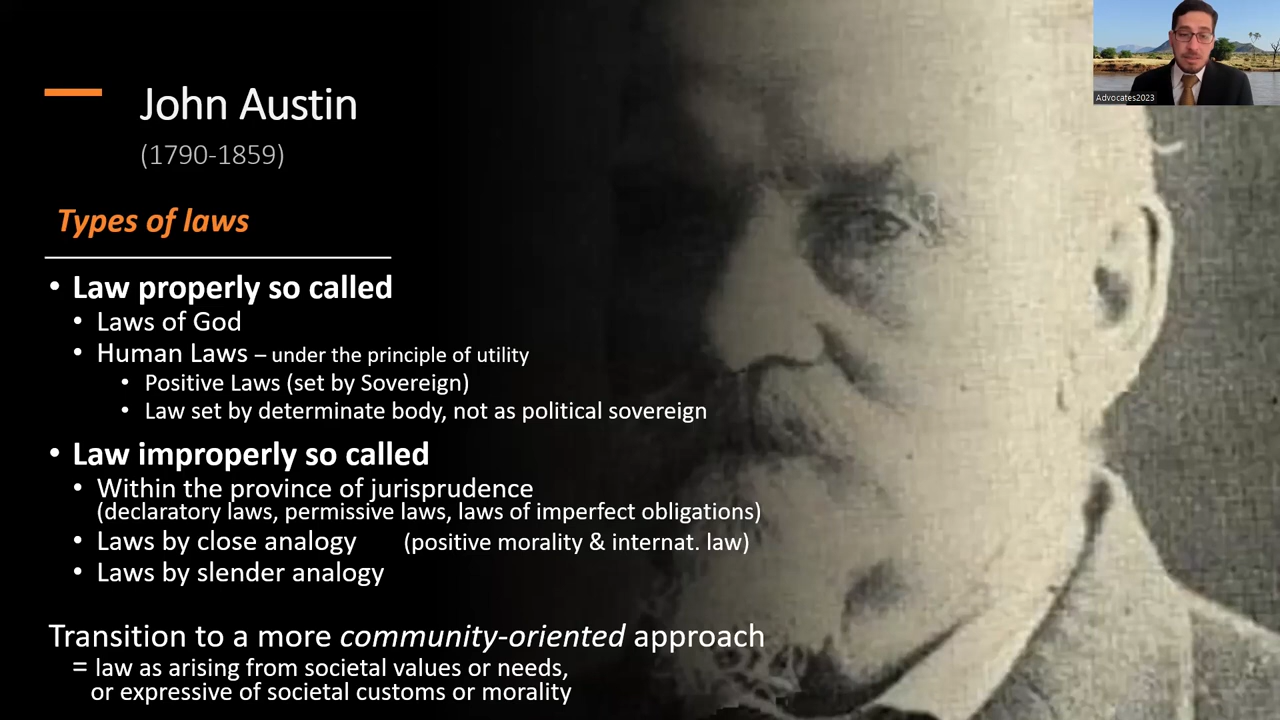 Advocates2023
John Austin
(1790-1859)
Types of laws
• Law properly so called
• Laws of God
• Human Laws – under the principle of utility
• Positive Laws (set by Sovereign)
• Law set by determinate body, not as political sovereign
• Law improperly so called
• Within the province of jurisprudence
(declaratory laws, permissive laws, laws of imperfect obligations)
• Laws by close analogy (positive morality & internat. law)
• Laws by slender analogy
Transition to a more community-oriented approach
= law as arising from societal values or needs,
or expressive of societal customs or morality